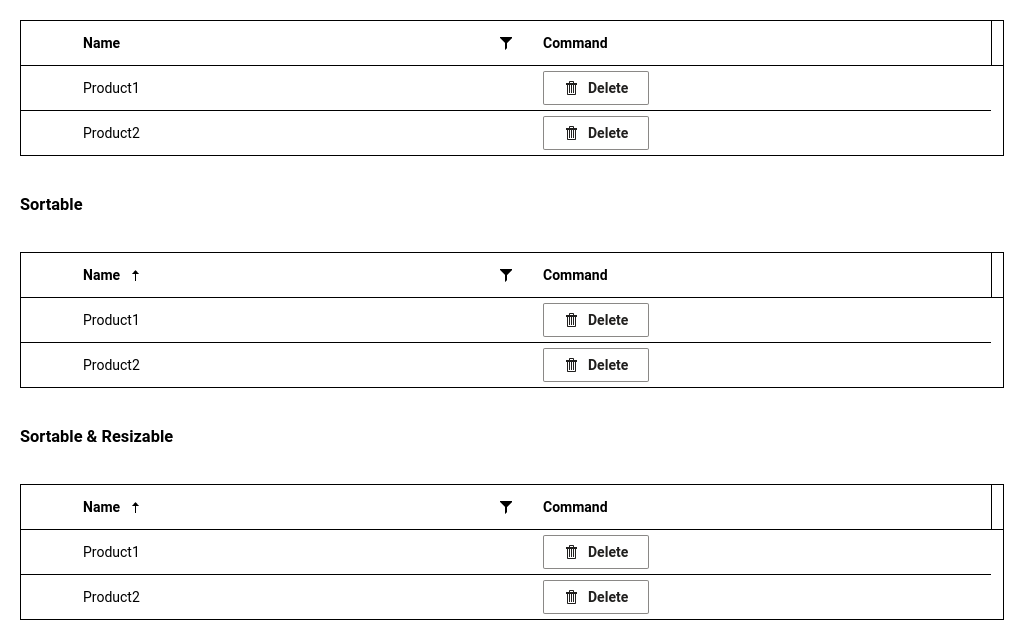 Name Command
Product1 Delete
Product2 Delete
Sortable
Name Command
Product1 Delete
Product2 Delete
Sortable & Resizable
Name Command
Product1 Delete
Product2 Delete